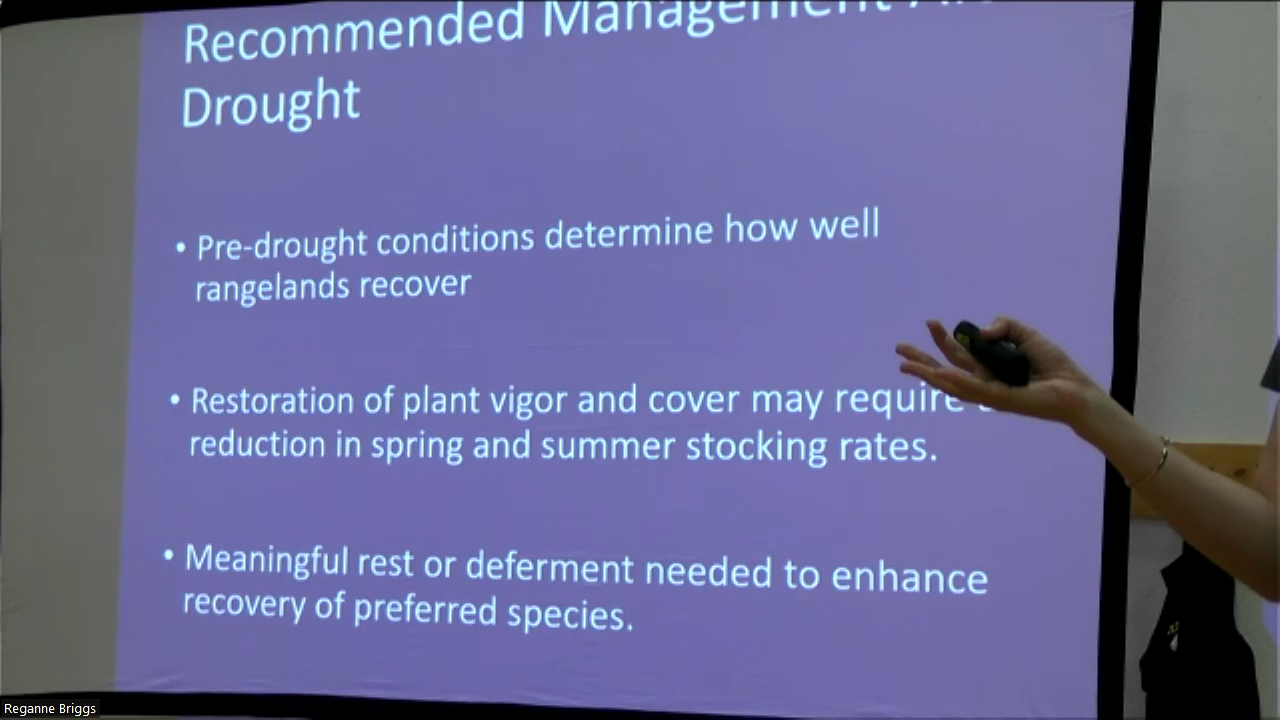 Recommended Management
Drought
• Pre-drought conditions determine how well
rangelands recover
• Restoration of plant vigor and cover may require
reduction in spring and summer stocking rates.
• Meaningful rest or deferment needed to enhance
recovery of preferred species.
Reganne Briggs